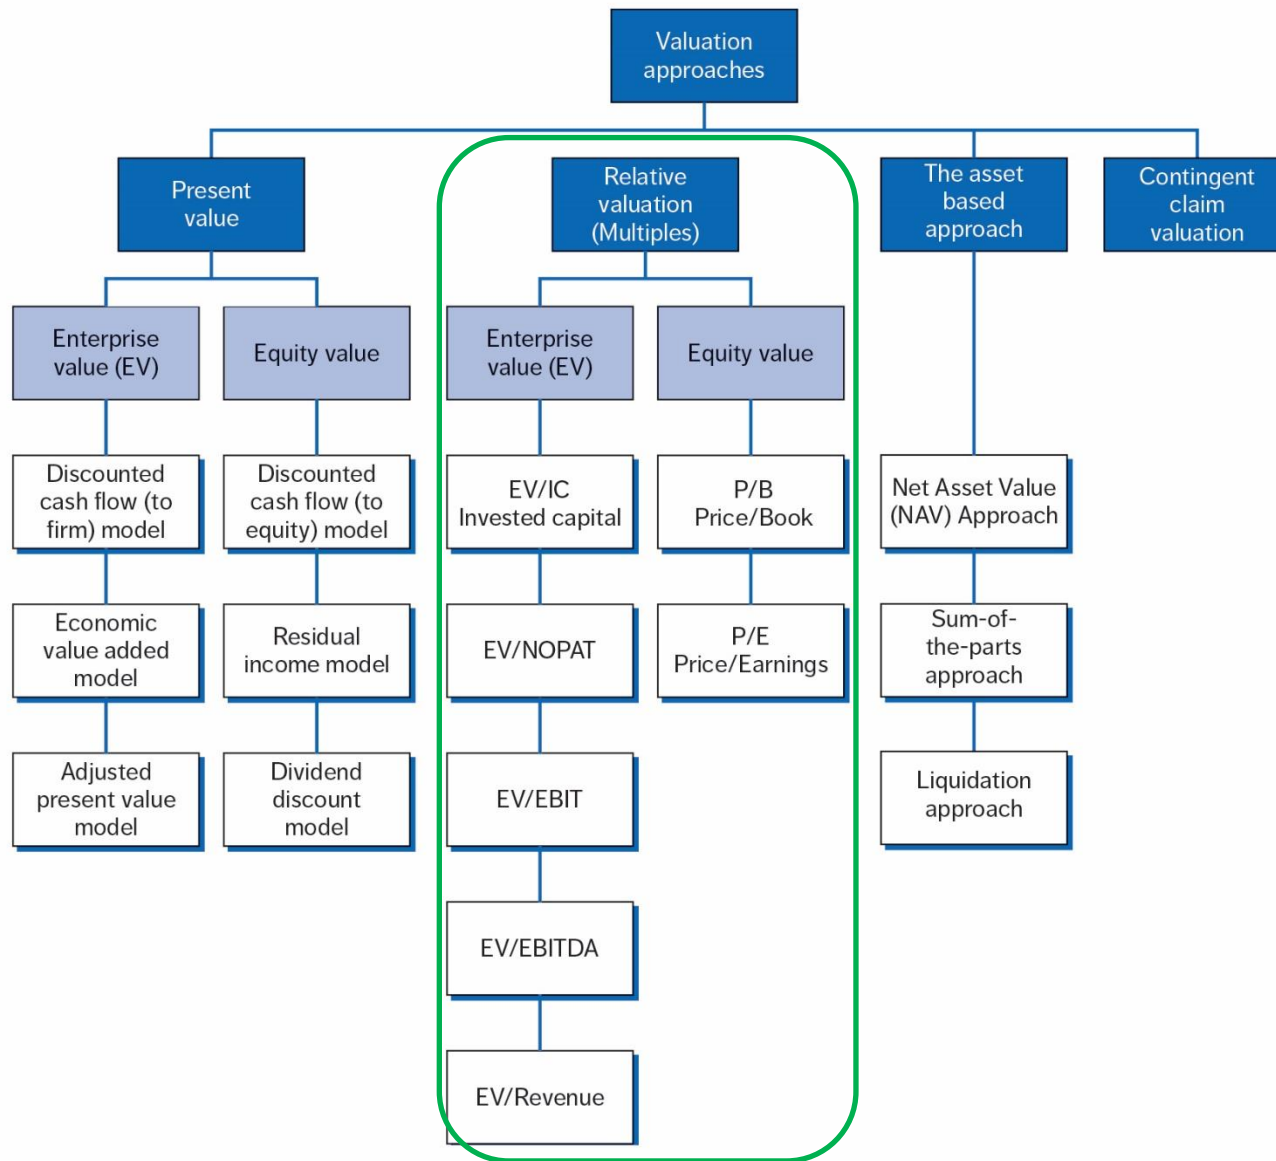 Valuation
approaches
Present
value
Relative
valuation
(Multiples)
The asset
based
approach
Contingent
claim
valuation
Enterprise
value (EV)
Equity value
Enterprise
value (EV)
Equity value
Discounted
cash flow (to
firm) model
Discounted
cash flow (to
equity) model
EV/IC
Invested capital
P/B
Price/Book
Net Asset Value
(NAV) Approach
Economic
value added
model
Residual
income model
EV/NOPAT
P/E
Price/Earnings
Sum-of-
the-parts
approach
Adjusted
present value
model
Dividend
discount
model
EV/EBIT
Liquidation
approach
EV/EBITDA
EV/Revenue